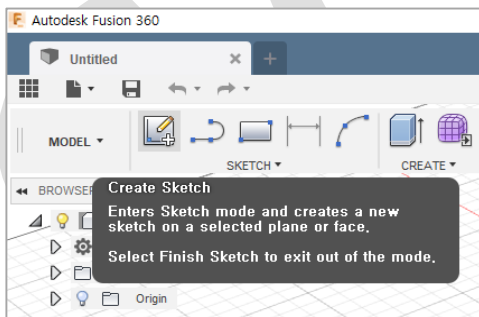 Autodesk Fusion 360
Untitled
MODEL
SKETCH
CREATE
BROWSER
Create Sketch
Enters Sketch mode and creates a new
sketch on a selected plane or face.
Select Finish Sketch to exit out of the mode.
Origin